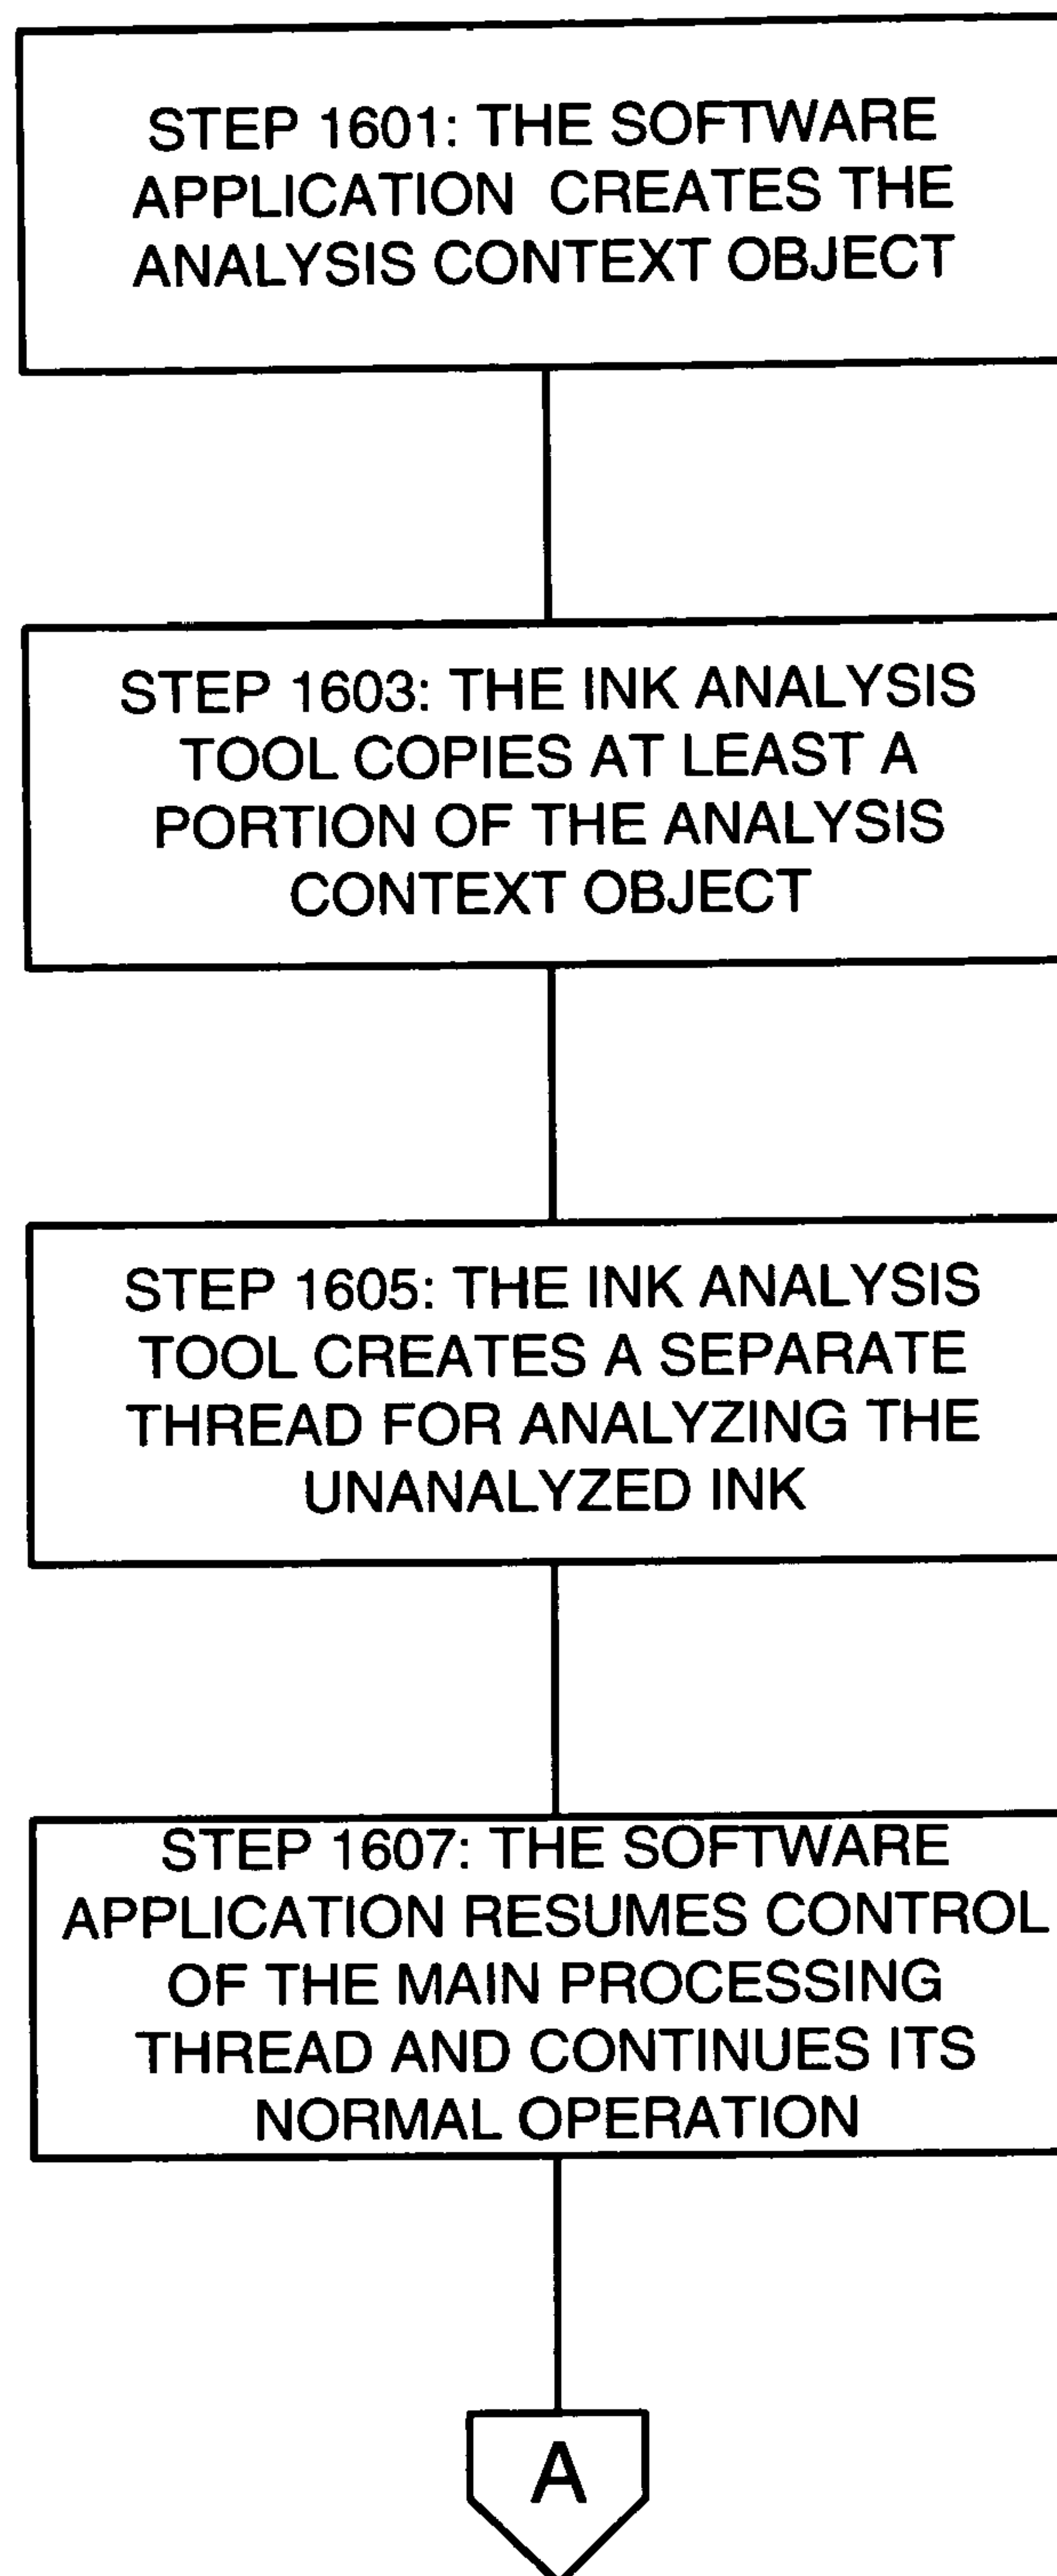 STEP 1601: THE SOFTWARE
APPLICATION CREATES THE
ANALYSIS CONTEXT OBJECT
STEP 1603: THE INK ANALYSIS
TOOL COPIES AT LEAST A
PORTION OF THE ANALYSIS
CONTEXT OBJECT
STEP 1605: THE INK ANALYSIS
TOOL CREATES A SEPARATE
THREAD FOR ANALYZING THE
UNANALYZED INK
STEP 1607: THE SOFTWARE
APPLICATION RESUMES CONTROL
OF THE MAIN PROCESSING
THREAD AND CONTINUES ITS
NORMAL OPERATION
A